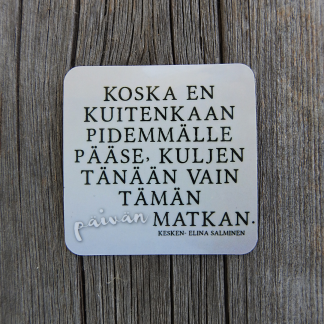 KOSKA EN
KUITENKAAN
PIDEMMÄLLE
PÄÄSE, KULJEN
TÄNÄÄN VAIN
TÄMÄN
päivän MATKAN.
KESKEN- ELINA SALMINEN